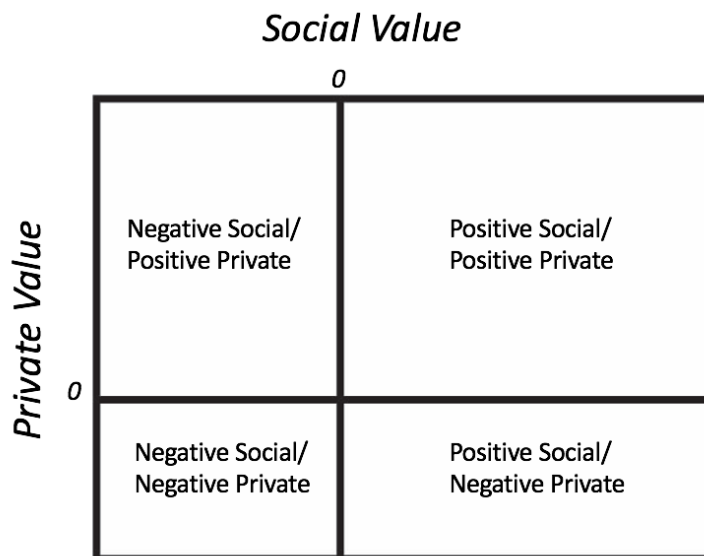 Social Value
0
Negative Social/
Positive Private
Positive Social/
Positive Private
Private Value
0
Negative Social/
Negative Private
Positive Social/
Negative Private